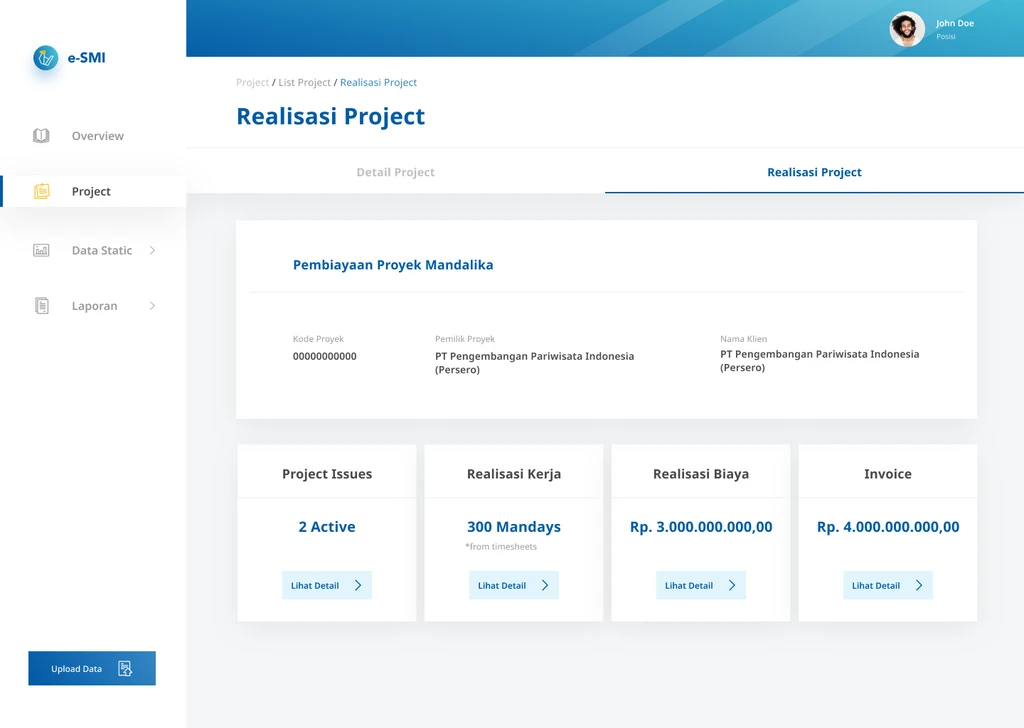 e-SMI
Overview
Project
Data Static
Laporan
Upload Data
John Doe
Posisi
Project / List Project / Realisasi Project
Realisasi Project
Detail Project
Realisasi Project
Pembiayaan Proyek Mandalika
Kode Proyek
00000000000
Pemilik Proyek
PT Pengembangan Pariwisata Indonesia
(Persero)
Nama Klien
PT Pengembangan Pariwisata Indonesia
(Persero)
Project Issues
2 Active
Lihat Detail
Realisasi Kerja
300 Mandays
*from timesheets
Lihat Detail
Realisasi Biaya
Rp. 3.000.000.000,00
Lihat Detail
Invoice
Rp. 4.000.000.000,00
Lihat Detail